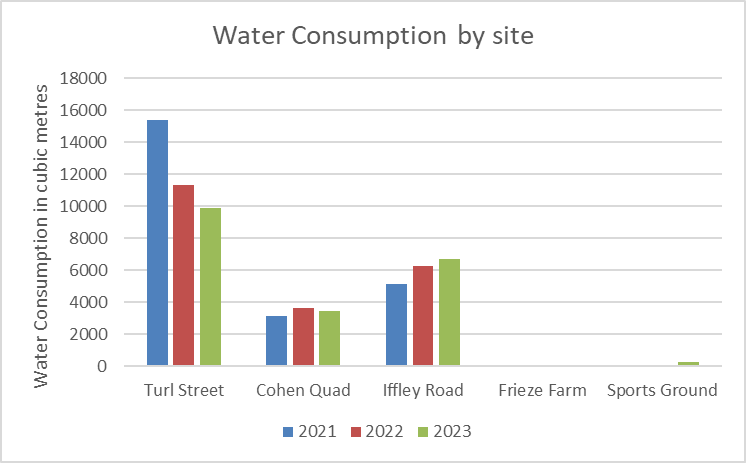 Water Consumption by site
Water Consumption in cubic metres
18000
16000
14000
12000
10000
8000
6000
4000
2000
0
Turl Street Cohen Quad Iffley Road Frieze Farm Sports Ground
2021 2022 2023